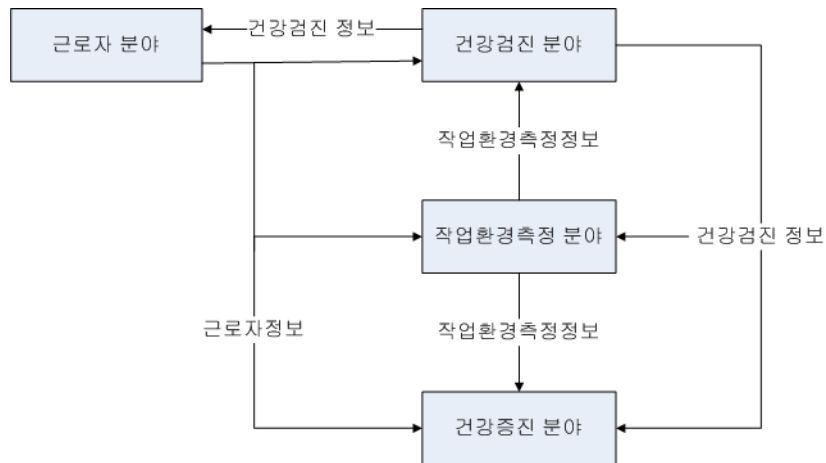 근로자 분야
건강검진 정보
건강검진 분야
작업환경측정정보
작업환경측정 분야
건강검진 정보
근로자정보
작업환경측정정보
건강증진 분야